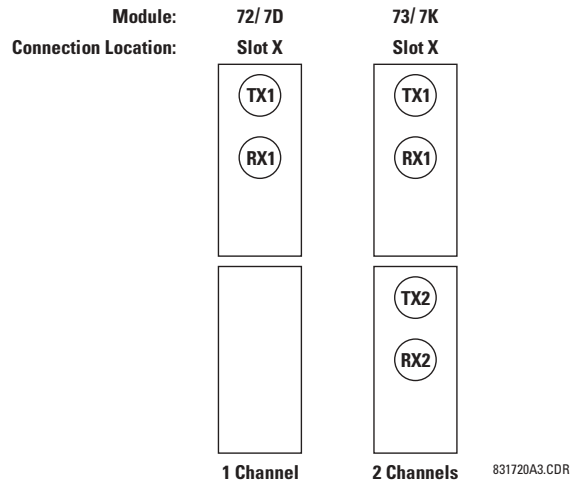 Module: 72/ 7D 73/ 7K
Connection Location: Slot X Slot X
TX1 TX1
RX1 RX1
TX2
RX2
1 Channel 2 Channels 831720A3.CDR